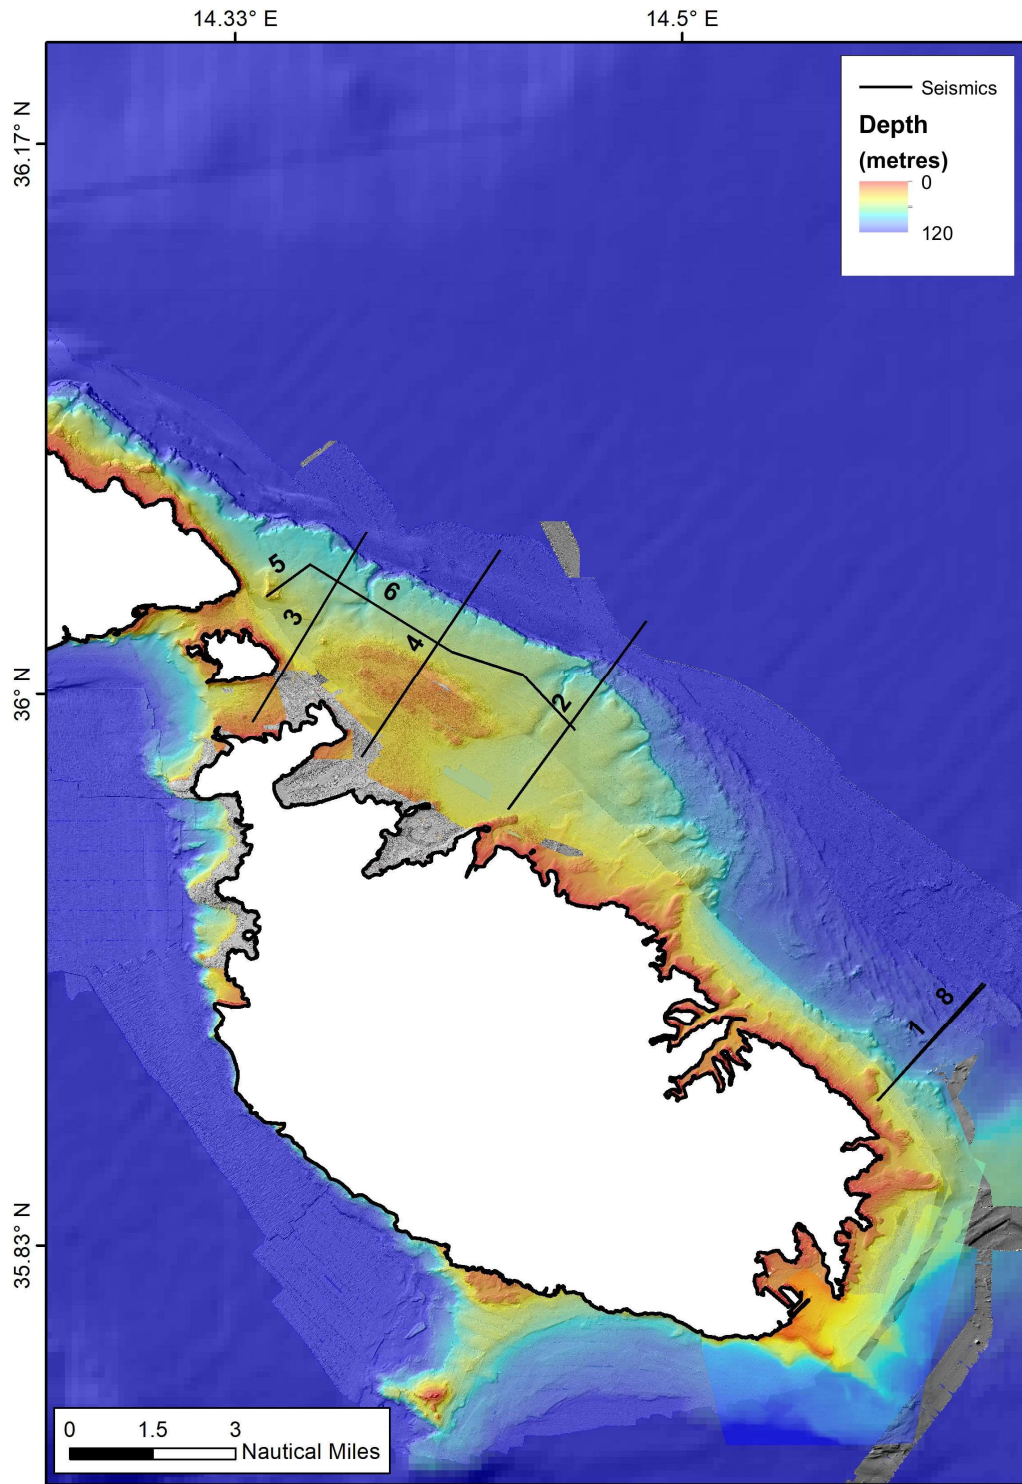 14.33° E
14.5° E
36.17° N
Seismics
Depth
(metres)
0
120
5
6
3
4
36° N
2
8
1
35.83° N
0
1.5
3
Nautical Miles